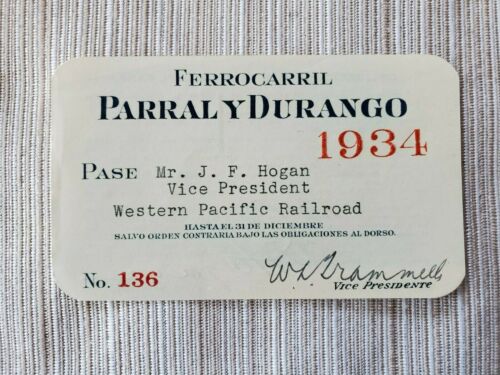 FERROCARRIL
PARRAL Y DURANGO
1934
PASE Mr. J. F. Hogan
Vice President
Western Pacific Railroad
HASTA EL 31 DE DICIEMBRE
SALVO ORDEN CONTRARIA BAJO LAS OBLIGACIONES AL DORSO.
No. 136
VICE PRESIDENTE